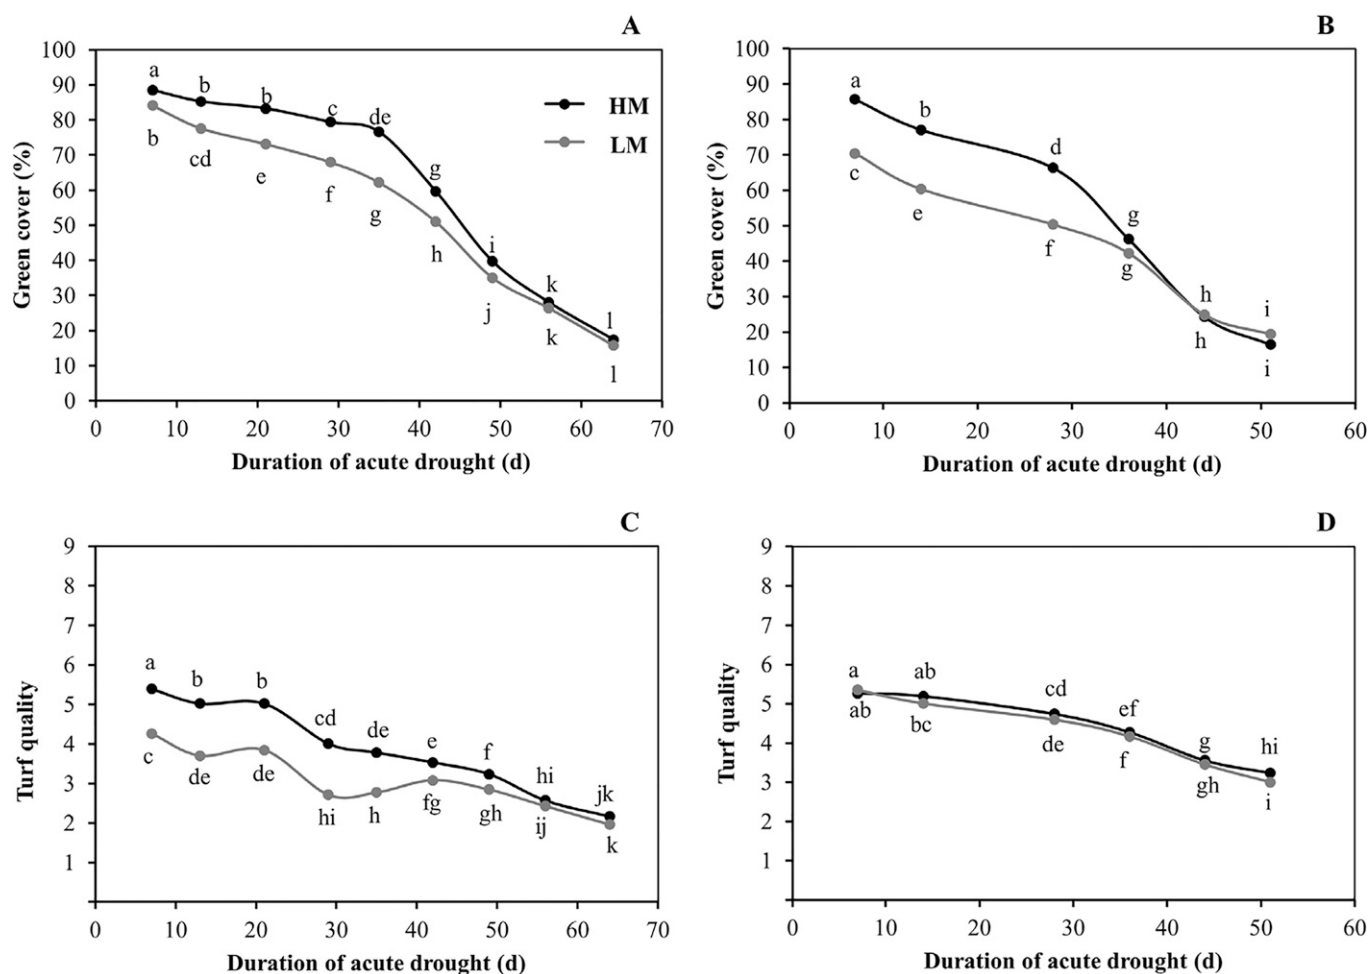 A
100
90
80
70
60
50
40
30
20
10
0
Green cover (%)
a
b
b
c
de
g
i
k
l
b
cd
e
f
g
h
j
k
l
HM
LM
0 10 20 30 40 50 60 70
Duration of acute drought (d)
B
100
90
80
70
60
50
40
30
20
10
0
Green cover (%)
a
b
d
g
h
i
c
e
f
g
h
i
0 10 20 30 40 50 60
Duration of acute drought (d)
C
9
8
7
6
5
4
3
2
1
Turf quality
a
b
b
cd
de
e
f
hi
jk
c
de
de
hi
h
fg
gh
ij
k
0 10 20 30 40 50 60 70
Duration of acute drought (d)
D
9
8
7
6
5
4
3
2
1
Turf quality
a
ab
cd
ef
g
hi
ab
bc
de
f
gh
i
0 10 20 30 40 50 60
Duration of acute drought (d)